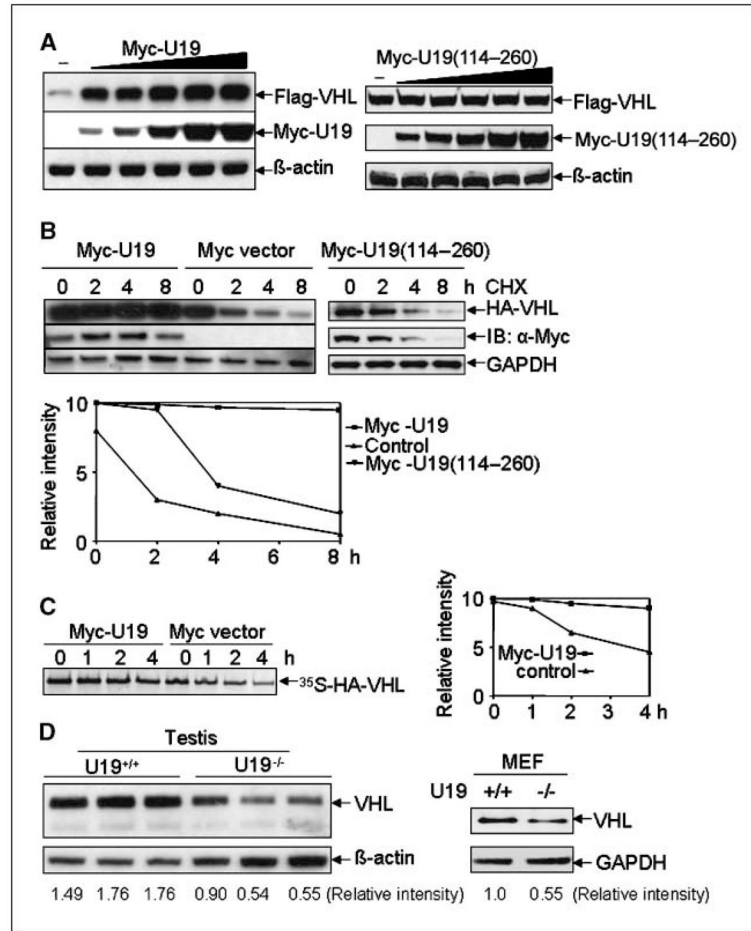 A
Myc-U19
–
Flag-VHL
Myc-U19
ß-actin
Myc-U19(114–260)
–
Flag-VHL
Myc-U19(114–260)
ß-actin
B
Myc-U19 Myc vector Myc-U19(114–260)
0 2 4 8 0 2 4 8 0 2 4 8 h CHX
HA-VHL
IB: α-Myc
GAPDH
Relative intensity
10
5
0
0 2 4 6 8 h
Myc -U19
Control
Myc -U19(114–260)
C
Myc-U19 Myc vector
0 1 2 4 0 1 2 4 h
³⁵S-HA-VHL
Relative intensity
10
5
0
0 1 2 4 h
Myc-U19
control
D
Testis
U19⁺/⁺ U19⁻/⁻
VHL
ß-actin
1.49 1.76 1.76 0.90 0.54 0.55 (Relative intensity)
MEF
U19 +/+ -/-
VHL
GAPDH
1.0 0.55 (Relative intensity)